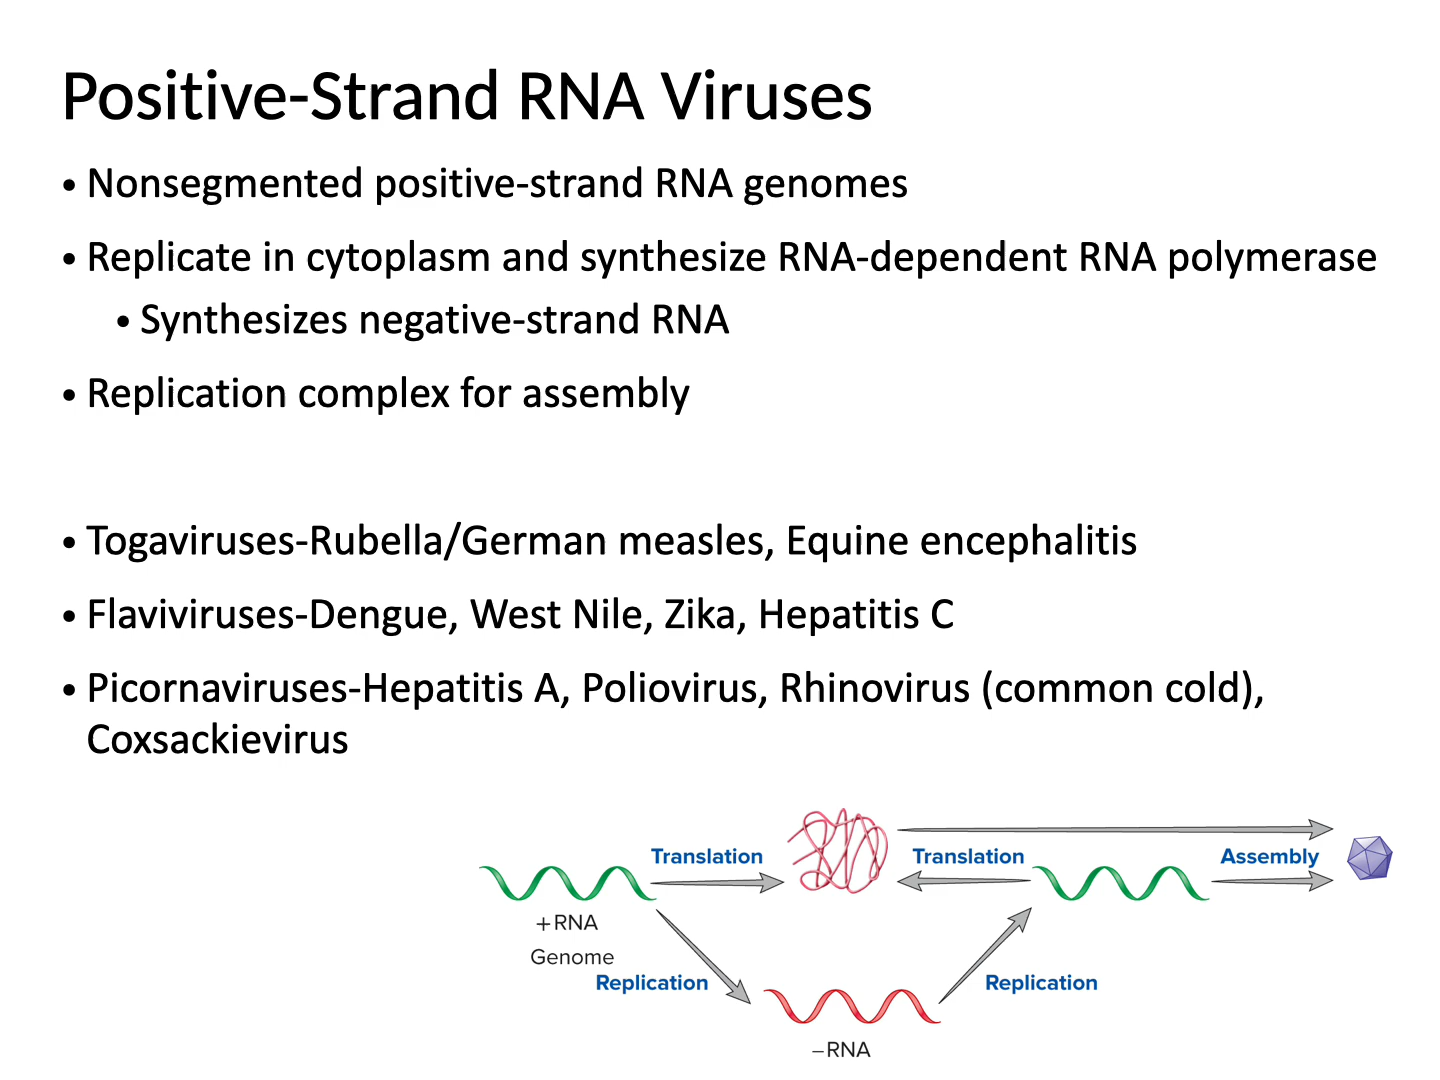 Positive-Strand RNA Viruses
• Nonsegmented positive-strand RNA genomes
• Replicate in cytoplasm and synthesize RNA-dependent RNA polymerase
• Synthesizes negative-strand RNA
• Replication complex for assembly
• Togaviruses-Rubella/German measles, Equine encephalitis
• Flaviviruses-Dengue, West Nile, Zika, Hepatitis C
• Picornaviruses-Hepatitis A, Poliovirus, Rhinovirus (common cold),
Coxsackievirus
Translation
Translation
Assembly
+RNA
Genome
Replication
Replication
–RNA